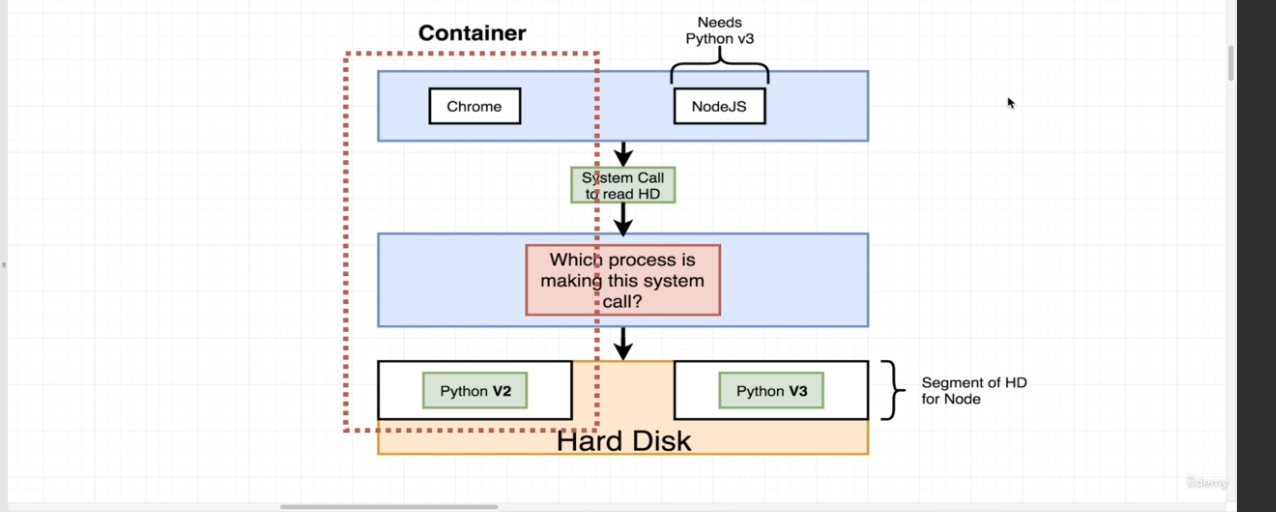 Container
Needs
Python v3
Chrome
NodeJS
System Call
to read HD
Which process is
making this system
call?
Python V2
Python V3
Segment of HD
for Node
Hard Disk
ûdemy